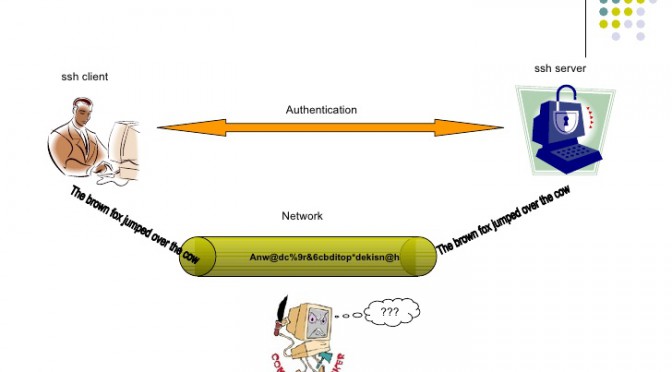 ssh client
ssh server
Authentication
The brown fox jumped over the cow
The brown fox jumped over the cow
Network
Anw@dc%9r&6cbditop*dekisn@h
???